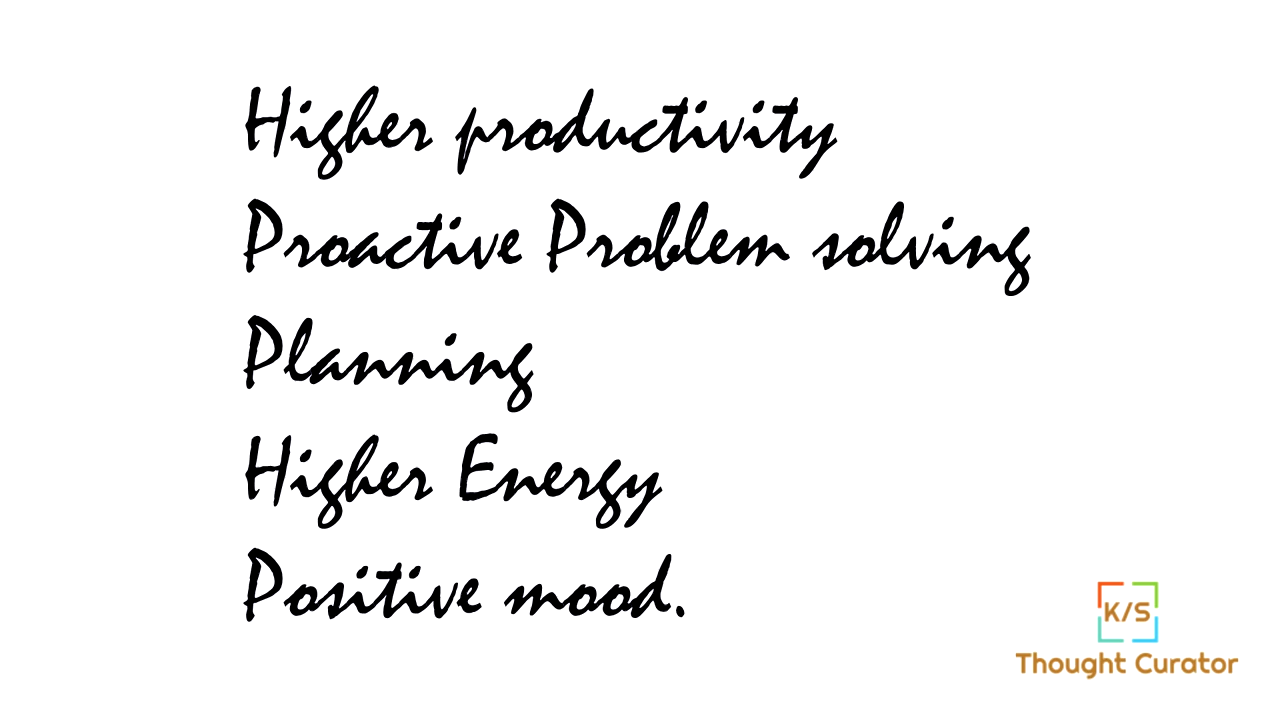 Higher productivity
Proactive Problem solving
Planning
Higher Energy
Positive mood.
K/S
Thought Curator